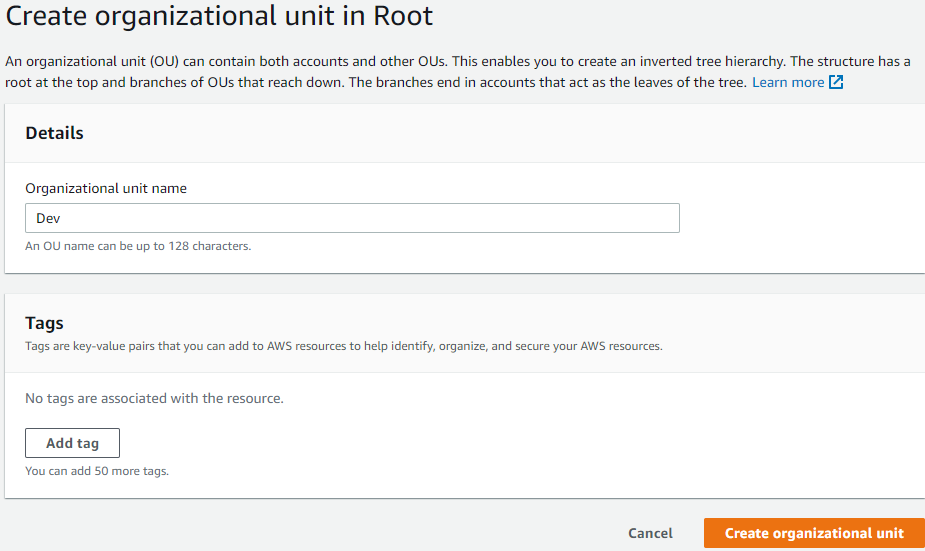 Create organizational unit in Root
An organizational unit (OU) can contain both accounts and other OUs. This enables you to create an inverted tree hierarchy. The structure has a
root at the top and branches of OUs that reach down. The branches end in accounts that act as the leaves of the tree. Learn more
Details
Organizational unit name
Dev
An OU name can be up to 128 characters.
Tags
Tags are key-value pairs that you can add to AWS resources to help identify, organize, and secure your AWS resources.
No tags are associated with the resource.
Add tag
You can add 50 more tags.
Cancel Create organizational unit